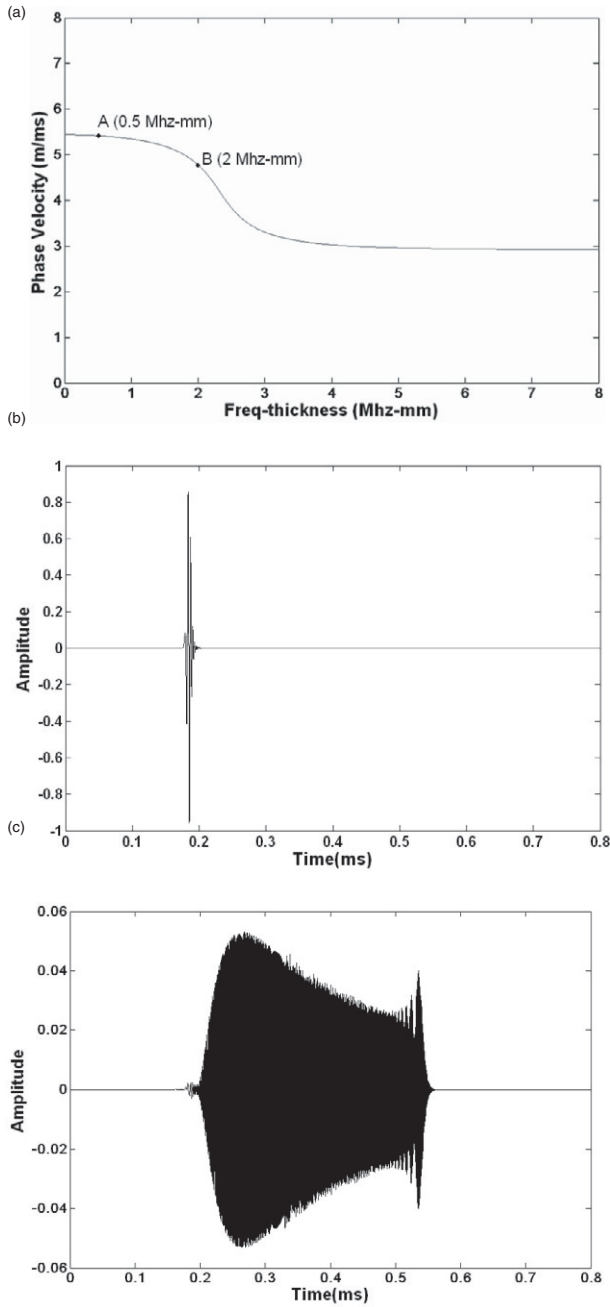 (a)
8
7
6
5
4
3
2
1
0
Phase Velocity (m/ms)
A (0.5 Mhz-mm)
B (2 Mhz-mm)
0 1 2 3 4 5 6 7 8
Freq-thickness (Mhz-mm)
(b)
1
0.8
0.6
0.4
0.2
0
-0.2
-0.4
-0.6
-0.8
-1
Amplitude
0 0.1 0.2 0.3 0.4 0.5 0.6 0.7 0.8
Time(ms)
(c)
0.06
0.04
0.02
0
-0.02
-0.04
-0.06
Amplitude
0 0.1 0.2 0.3 0.4 0.5 0.6 0.7 0.8
Time(ms)